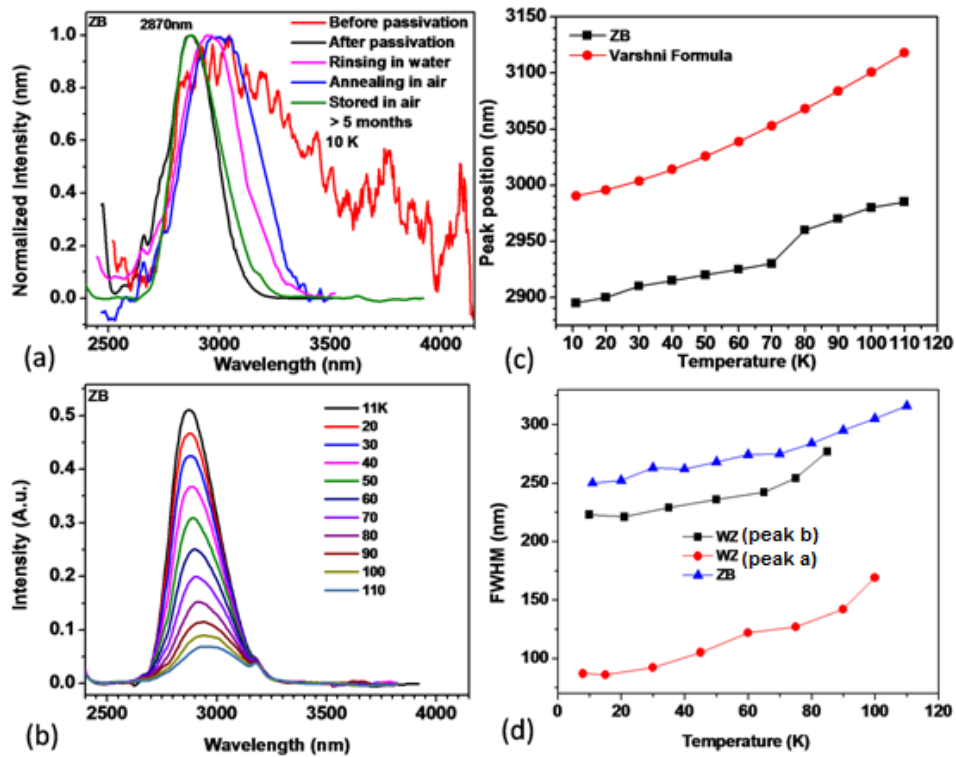 ZB
2870nm
Before passivation
After passivation
Rinsing in water
Annealing in air
Stored in air
> 5 months
10 K
1.0
0.8
0.6
0.4
0.2
0.0
Normalized Intensity (nm)
2500 3000 3500 4000
Wavelength (nm)
(a)
ZB
11K
20
30
40
50
60
70
80
90
100
110
0.5
0.4
0.3
0.2
0.1
0.0
Intensity (A.u.)
2500 3000 3500 4000
Wavelength (nm)
(b)
ZB
Varshni Formula
3150
3100
3050
3000
2950
2900
Peak position (nm)
10 20 30 40 50 60 70 80 90 100 110 120
Temperature (K)
(c)
WZ (peak b)
WZ (peak a)
ZB
300
250
200
150
100
FWHM (nm)
0 20 40 60 80 100 120
Temperature (K)
(d)